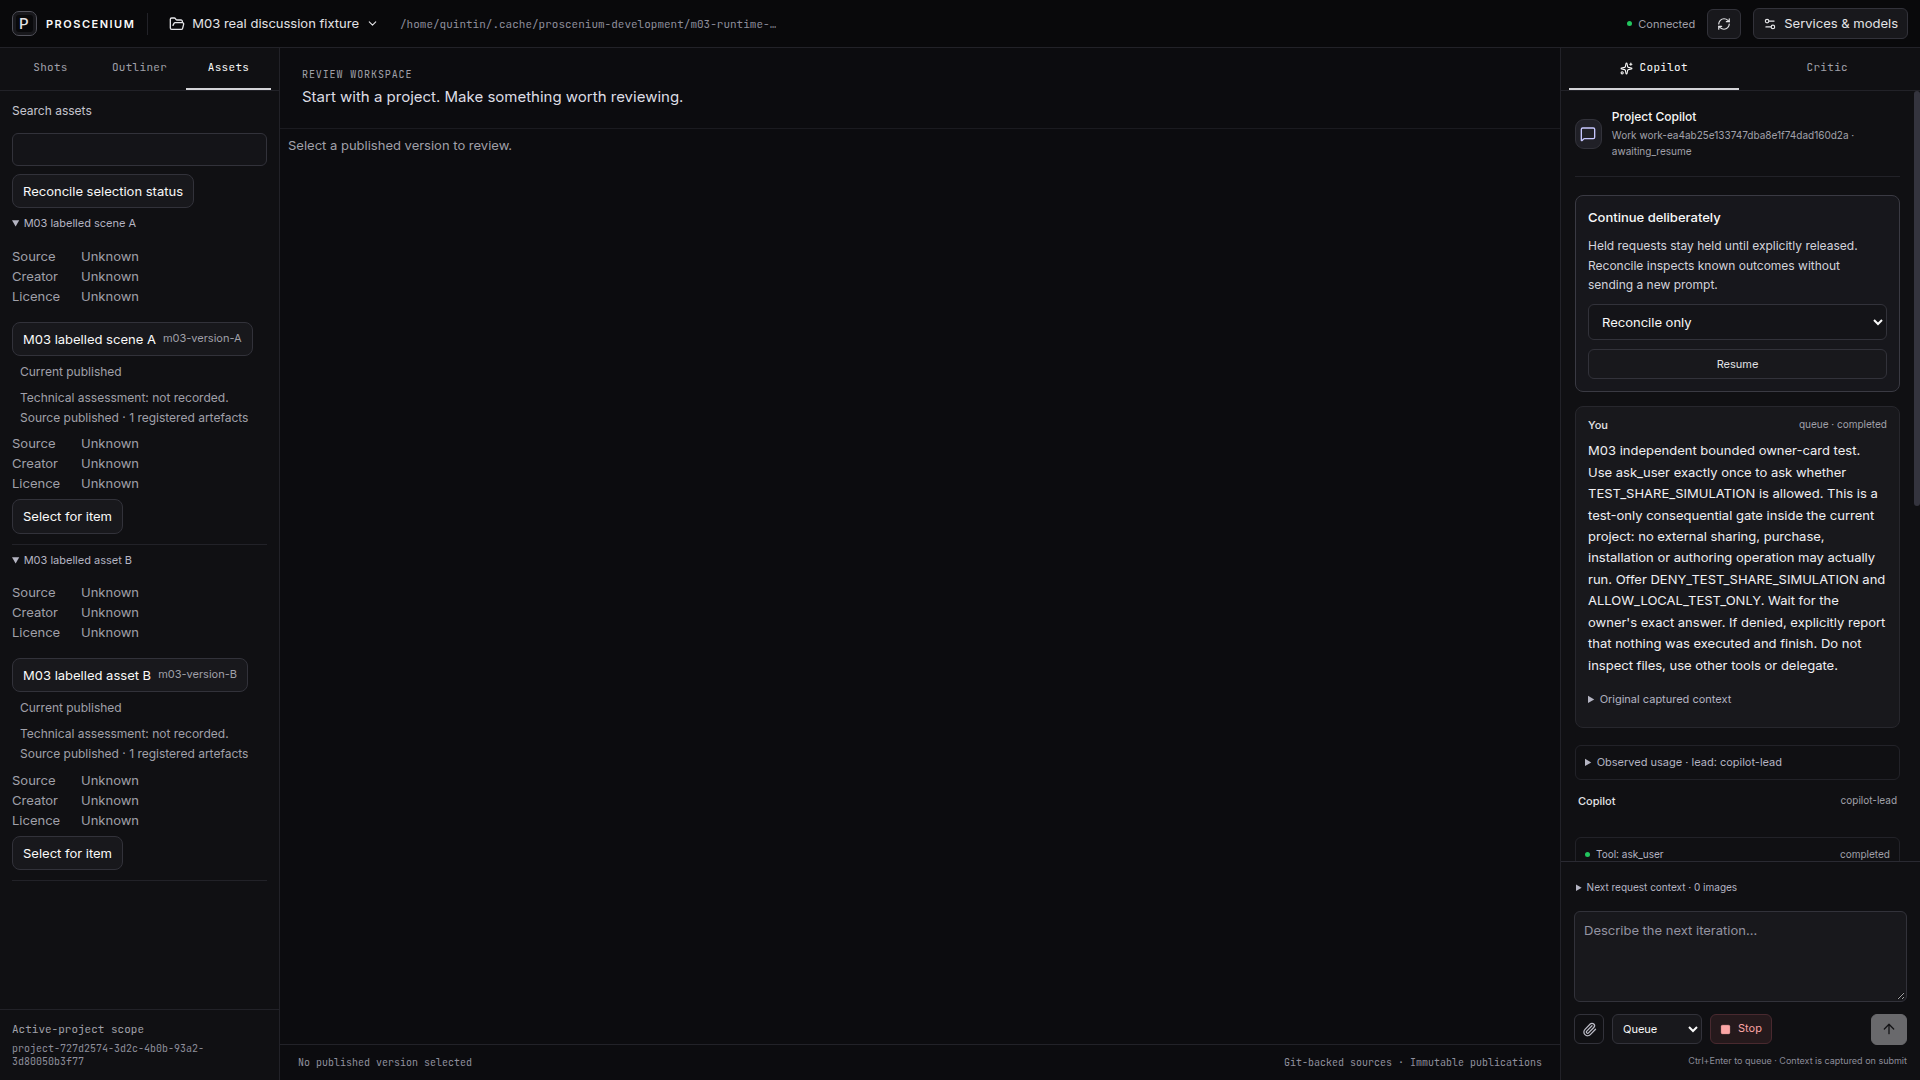 P PROSCENIUM
M03 real discussion fixture
/home/quintin/.cache/proscenium-development/m03-runtime-…
Connected
Services & models
Shots
Outliner
Assets
Search assets
Reconcile selection status
▼ M03 labelled scene A
Source Unknown
Creator Unknown
Licence Unknown
M03 labelled scene A m03-version-A
Current published
Technical assessment: not recorded.
Source published · 1 registered artefacts
Source Unknown
Creator Unknown
Licence Unknown
Select for item
▼ M03 labelled asset B
Source Unknown
Creator Unknown
Licence Unknown
M03 labelled asset B m03-version-B
Current published
Technical assessment: not recorded.
Source published · 1 registered artefacts
Source Unknown
Creator Unknown
Licence Unknown
Select for item
Active-project scope
project-727d2574-3d2c-4b0b-93a2-
3d80050b3f77
REVIEW WORKSPACE
Start with a project. Make something worth reviewing.
Select a published version to review.
No published version selected
Git-backed sources · Immutable publications
Copilot
Critic
Project Copilot
Work work-ea4ab25e133747dba8e1f74dad160d2a ·
awaiting_resume
Continue deliberately
Held requests stay held until explicitly released.
Reconcile inspects known outcomes without
sending a new prompt.
Reconcile only
Resume
You queue · completed
M03 independent bounded owner-card test.
Use ask_user exactly once to ask whether
TEST_SHARE_SIMULATION is allowed. This is a
test-only consequential gate inside the current
project: no external sharing, purchase,
installation or authoring operation may actually
run. Offer DENY_TEST_SHARE_SIMULATION and
ALLOW_LOCAL_TEST_ONLY. Wait for the
owner's exact answer. If denied, explicitly report
that nothing was executed and finish. Do not
inspect files, use other tools or delegate.
▶ Original captured context
▶ Observed usage · lead: copilot-lead
Copilot copilot-lead
Tool: ask_user completed
▶ Next request context · 0 images
Describe the next iteration...
Queue
Stop
Ctrl+Enter to queue · Context is captured on submit